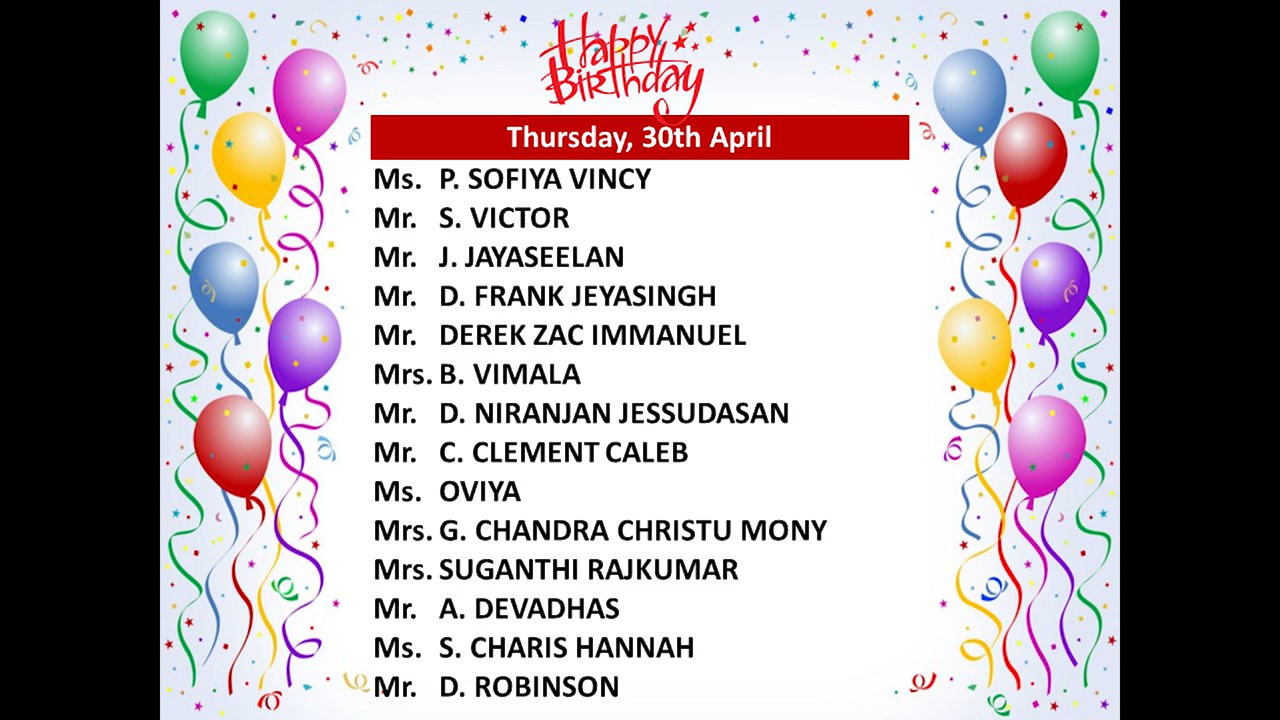 Happy
Birthday
Thursday, 30th April
Ms. P. SOFIYA VINCY
Mr. S. VICTOR
Mr. J. JAYASEELAN
Mr. D. FRANK JEYASINGH
Mr. DEREK ZAC IMMANUEL
Mrs. B. VIMALA
Mr. D. NIRANJAN JESSUDASAN
Mr. C. CLEMENT CALEB
Ms. OVIYA
Mrs. G. CHANDRA CHRISTU MONY
Mrs. SUGANTHI RAJKUMAR
Mr. A. DEVADHAS
Ms. S. CHARIS HANNAH
Mr. D. ROBINSON